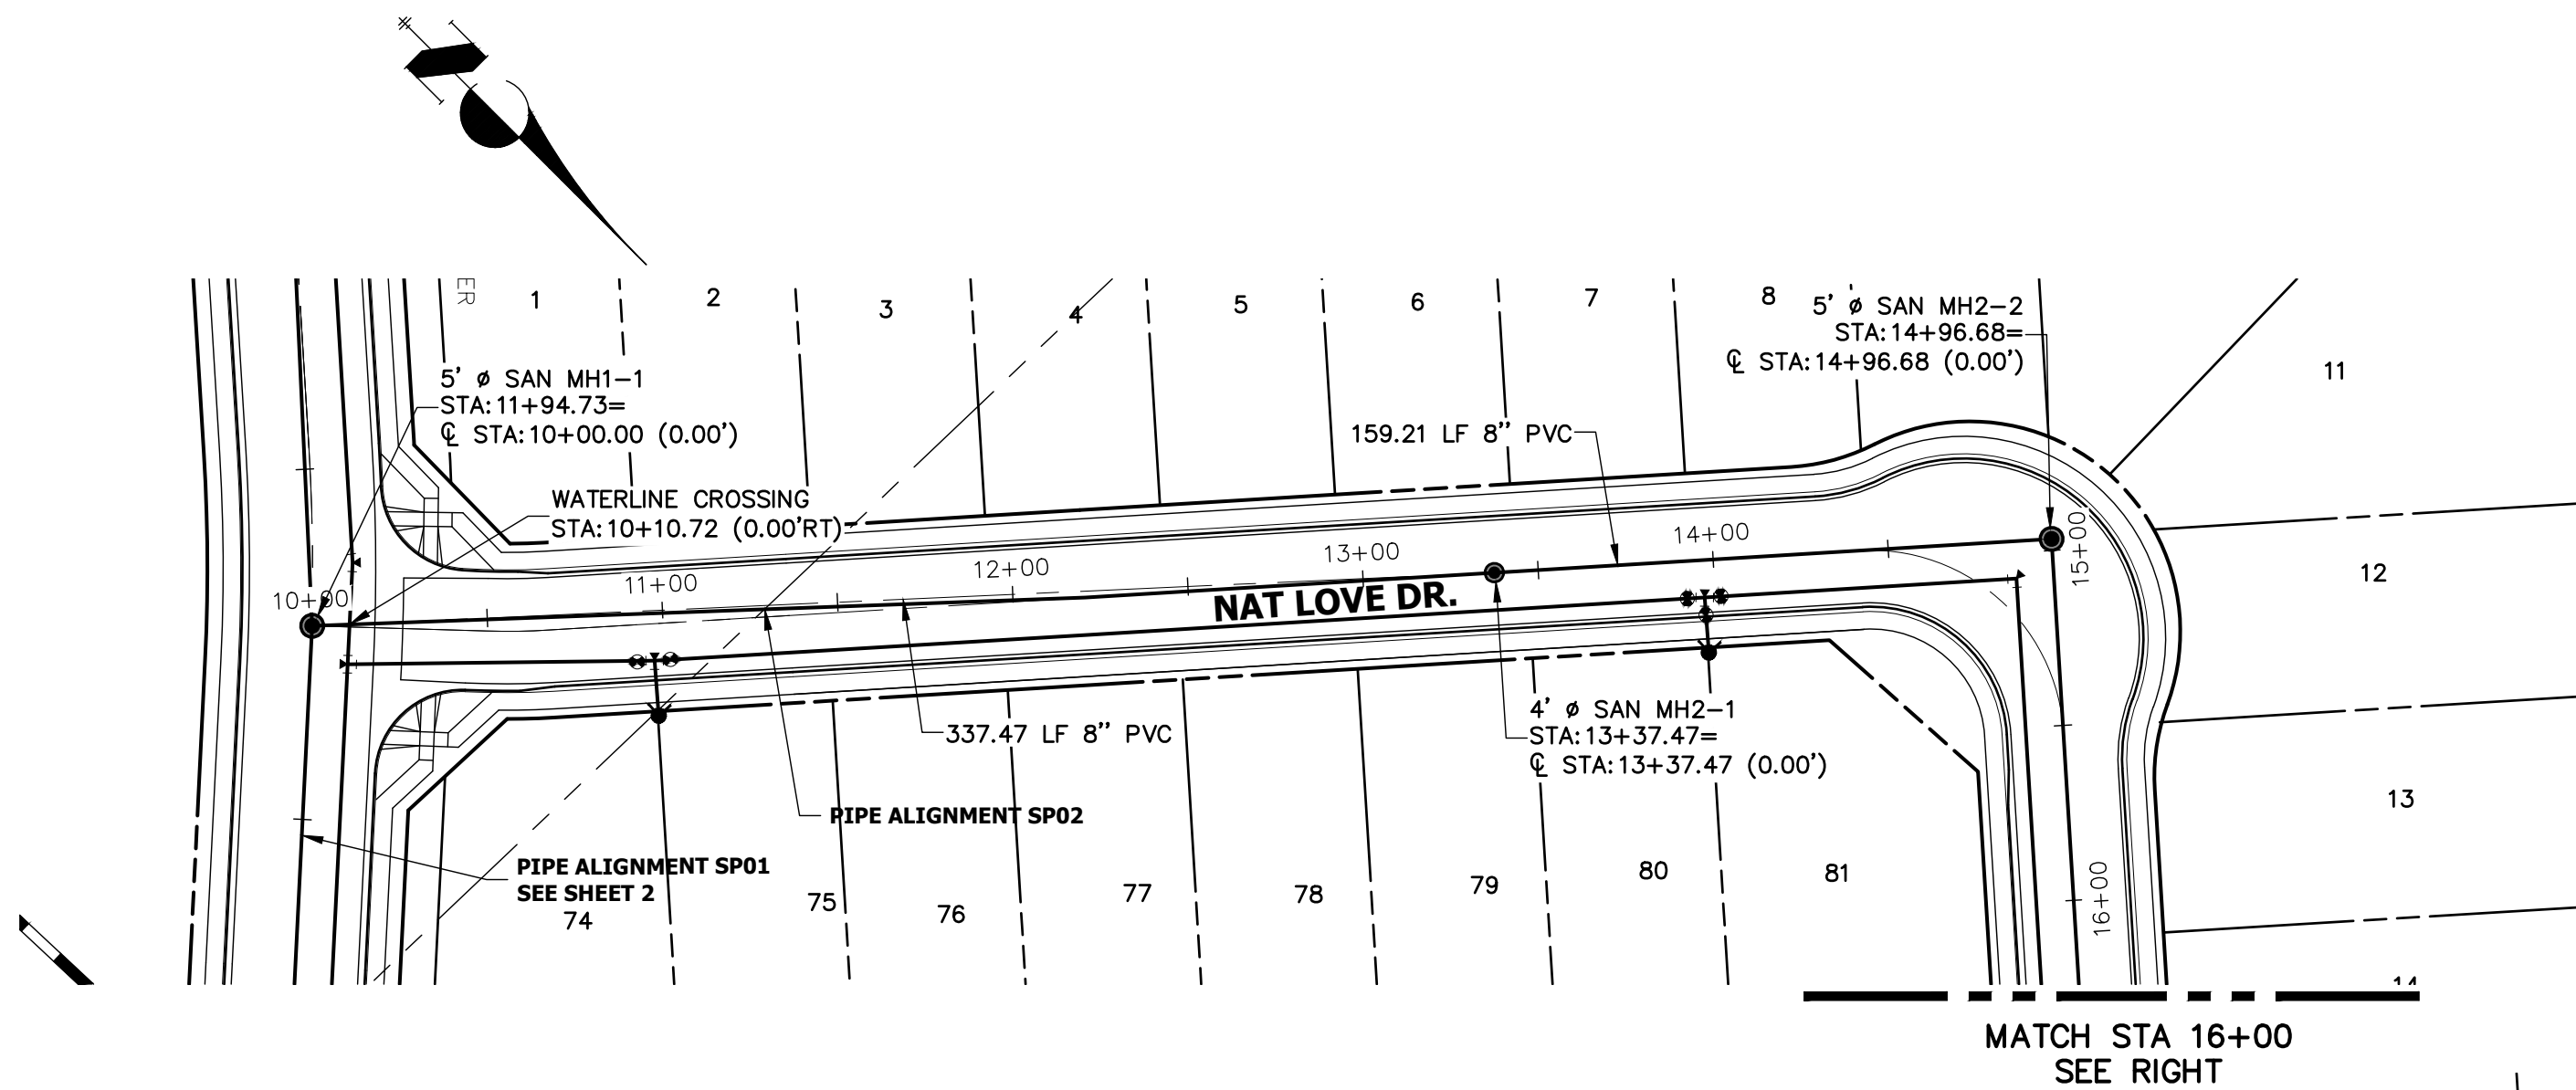 ER
1
2
3
4
5
6
7
8
11
5' ø SAN MH2-2
STA:14+96.68=
℄ STA:14+96.68 (0.00')
5' ø SAN MH1-1
STA:11+94.73=
℄ STA:10+00.00 (0.00')
159.21 LF 8" PVC
WATERLINE CROSSING
STA:10+10.72 (0.00'RT)
10+00
11+00
12+00
13+00
14+00
15+00
12
NAT LOVE DR.
337.47 LF 8" PVC
4' ø SAN MH2-1
STA:13+37.47=
℄ STA:13+37.47 (0.00')
PIPE ALIGNMENT SP02
13
PIPE ALIGNMENT SP01
SEE SHEET 2
74
75
76
77
78
79
80
81
16+00
14
MATCH STA 16+00
SEE RIGHT